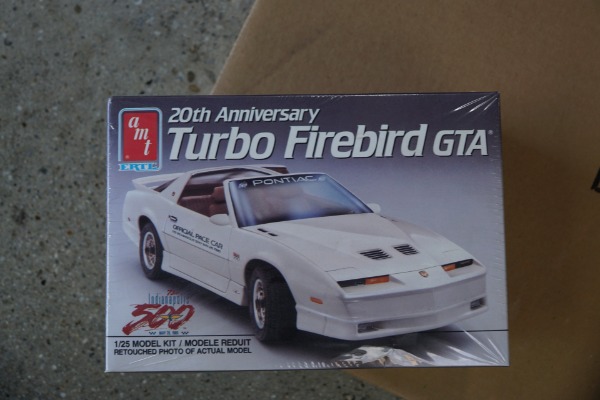 amt
ERTL
20th Anniversary
Turbo Firebird GTA
PONTIAC
OFFICIAL PACE CAR
Indianapolis
500
1/25 MODEL KIT / MODELE REDUIT
RETOUCHED PHOTO OF ACTUAL MODEL